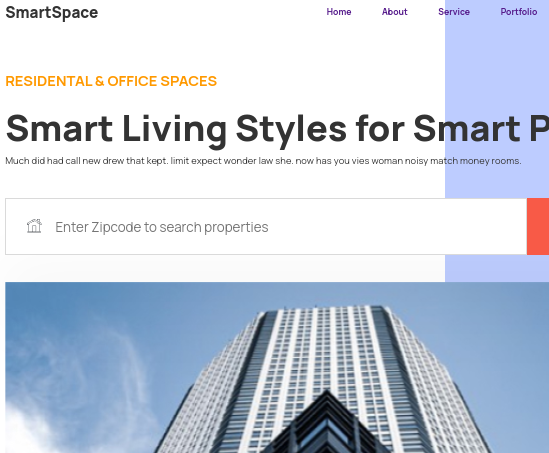 SmartSpace
Home About Service Portfolio
RESIDENTAL & OFFICE SPACES
Smart Living Styles for Smart P
Much did had call new drew that kept. limit expect wonder law she. now has you vies woman noisy match money rooms.
Enter Zipcode to search properties